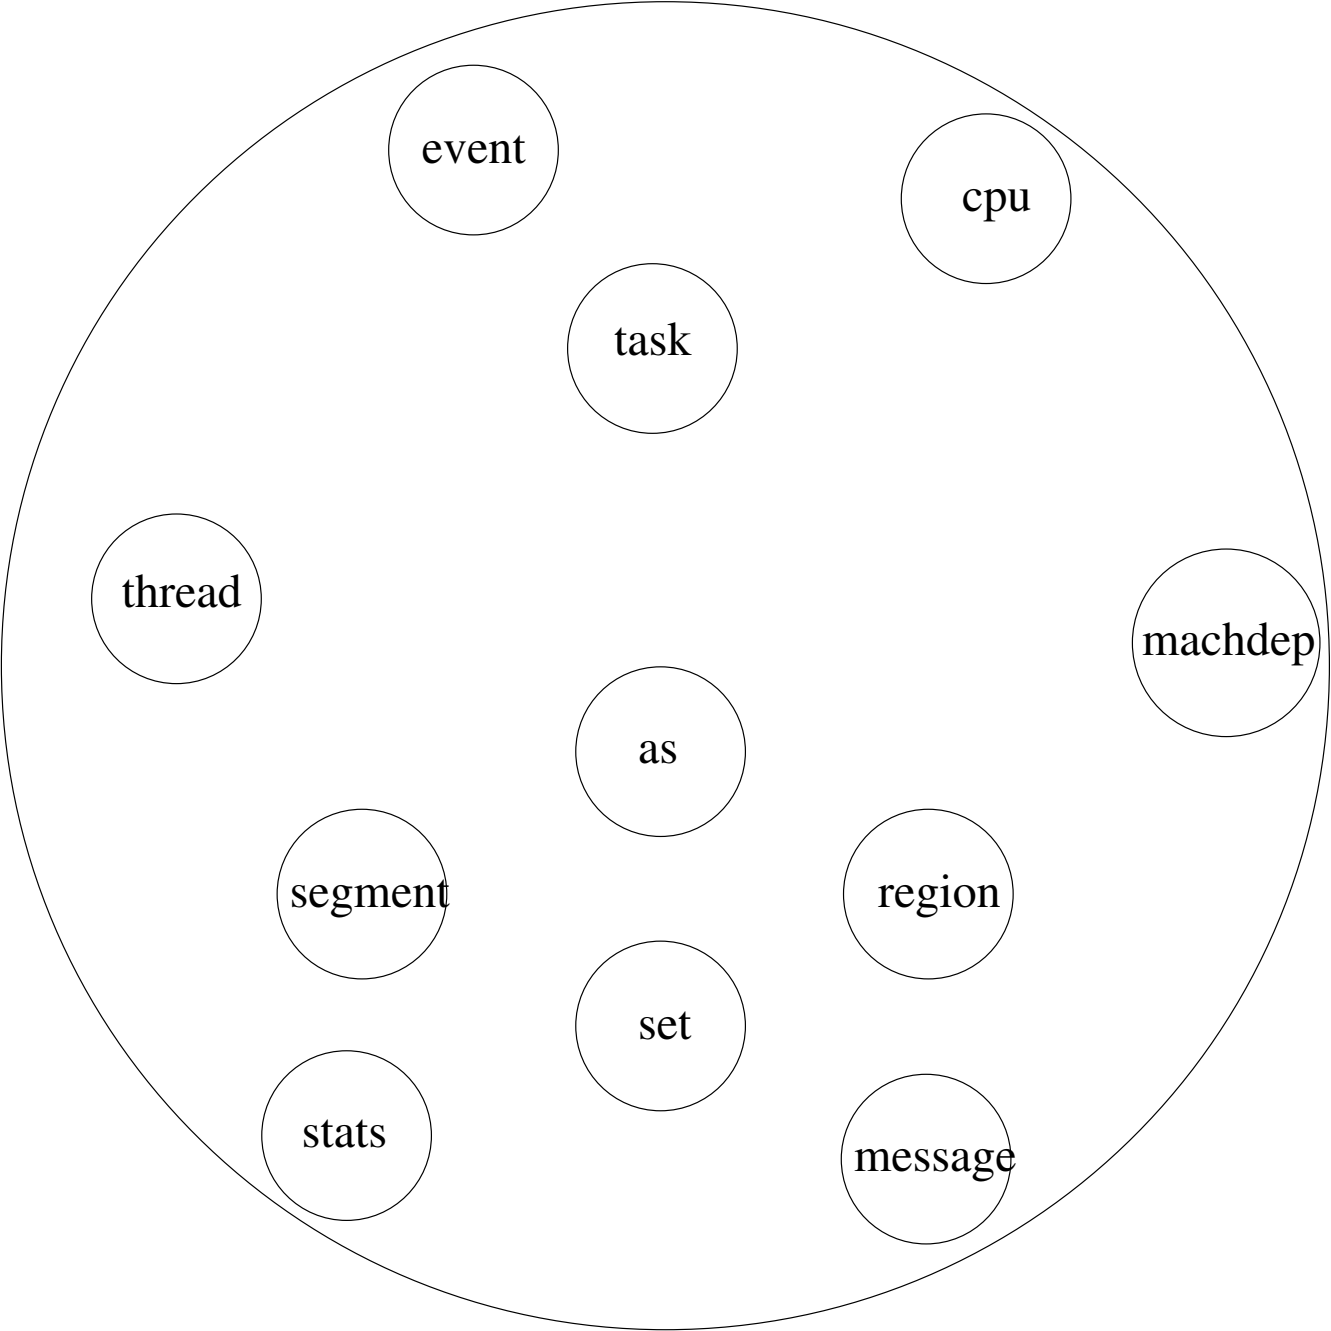 event
cpu
task
thread
machdep
as
segment
region
set
stats
message